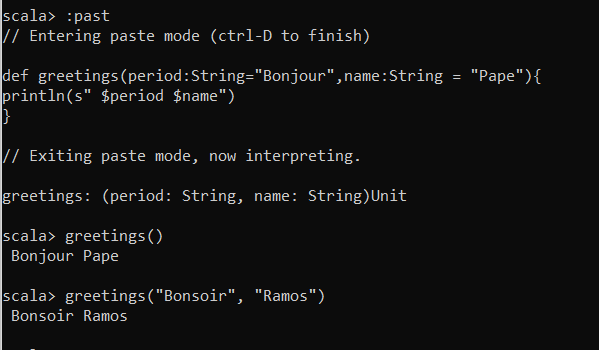 scala> :past
// Entering paste mode (ctrl-D to finish)
def greetings(period:String="Bonjour",name:String = "Pape"){
println(s" $period $name")
}
// Exiting paste mode, now interpreting.
greetings: (period: String, name: String)Unit
scala> greetings()
 Bonjour Pape
scala> greetings("Bonsoir", "Ramos")
 Bonsoir Ramos